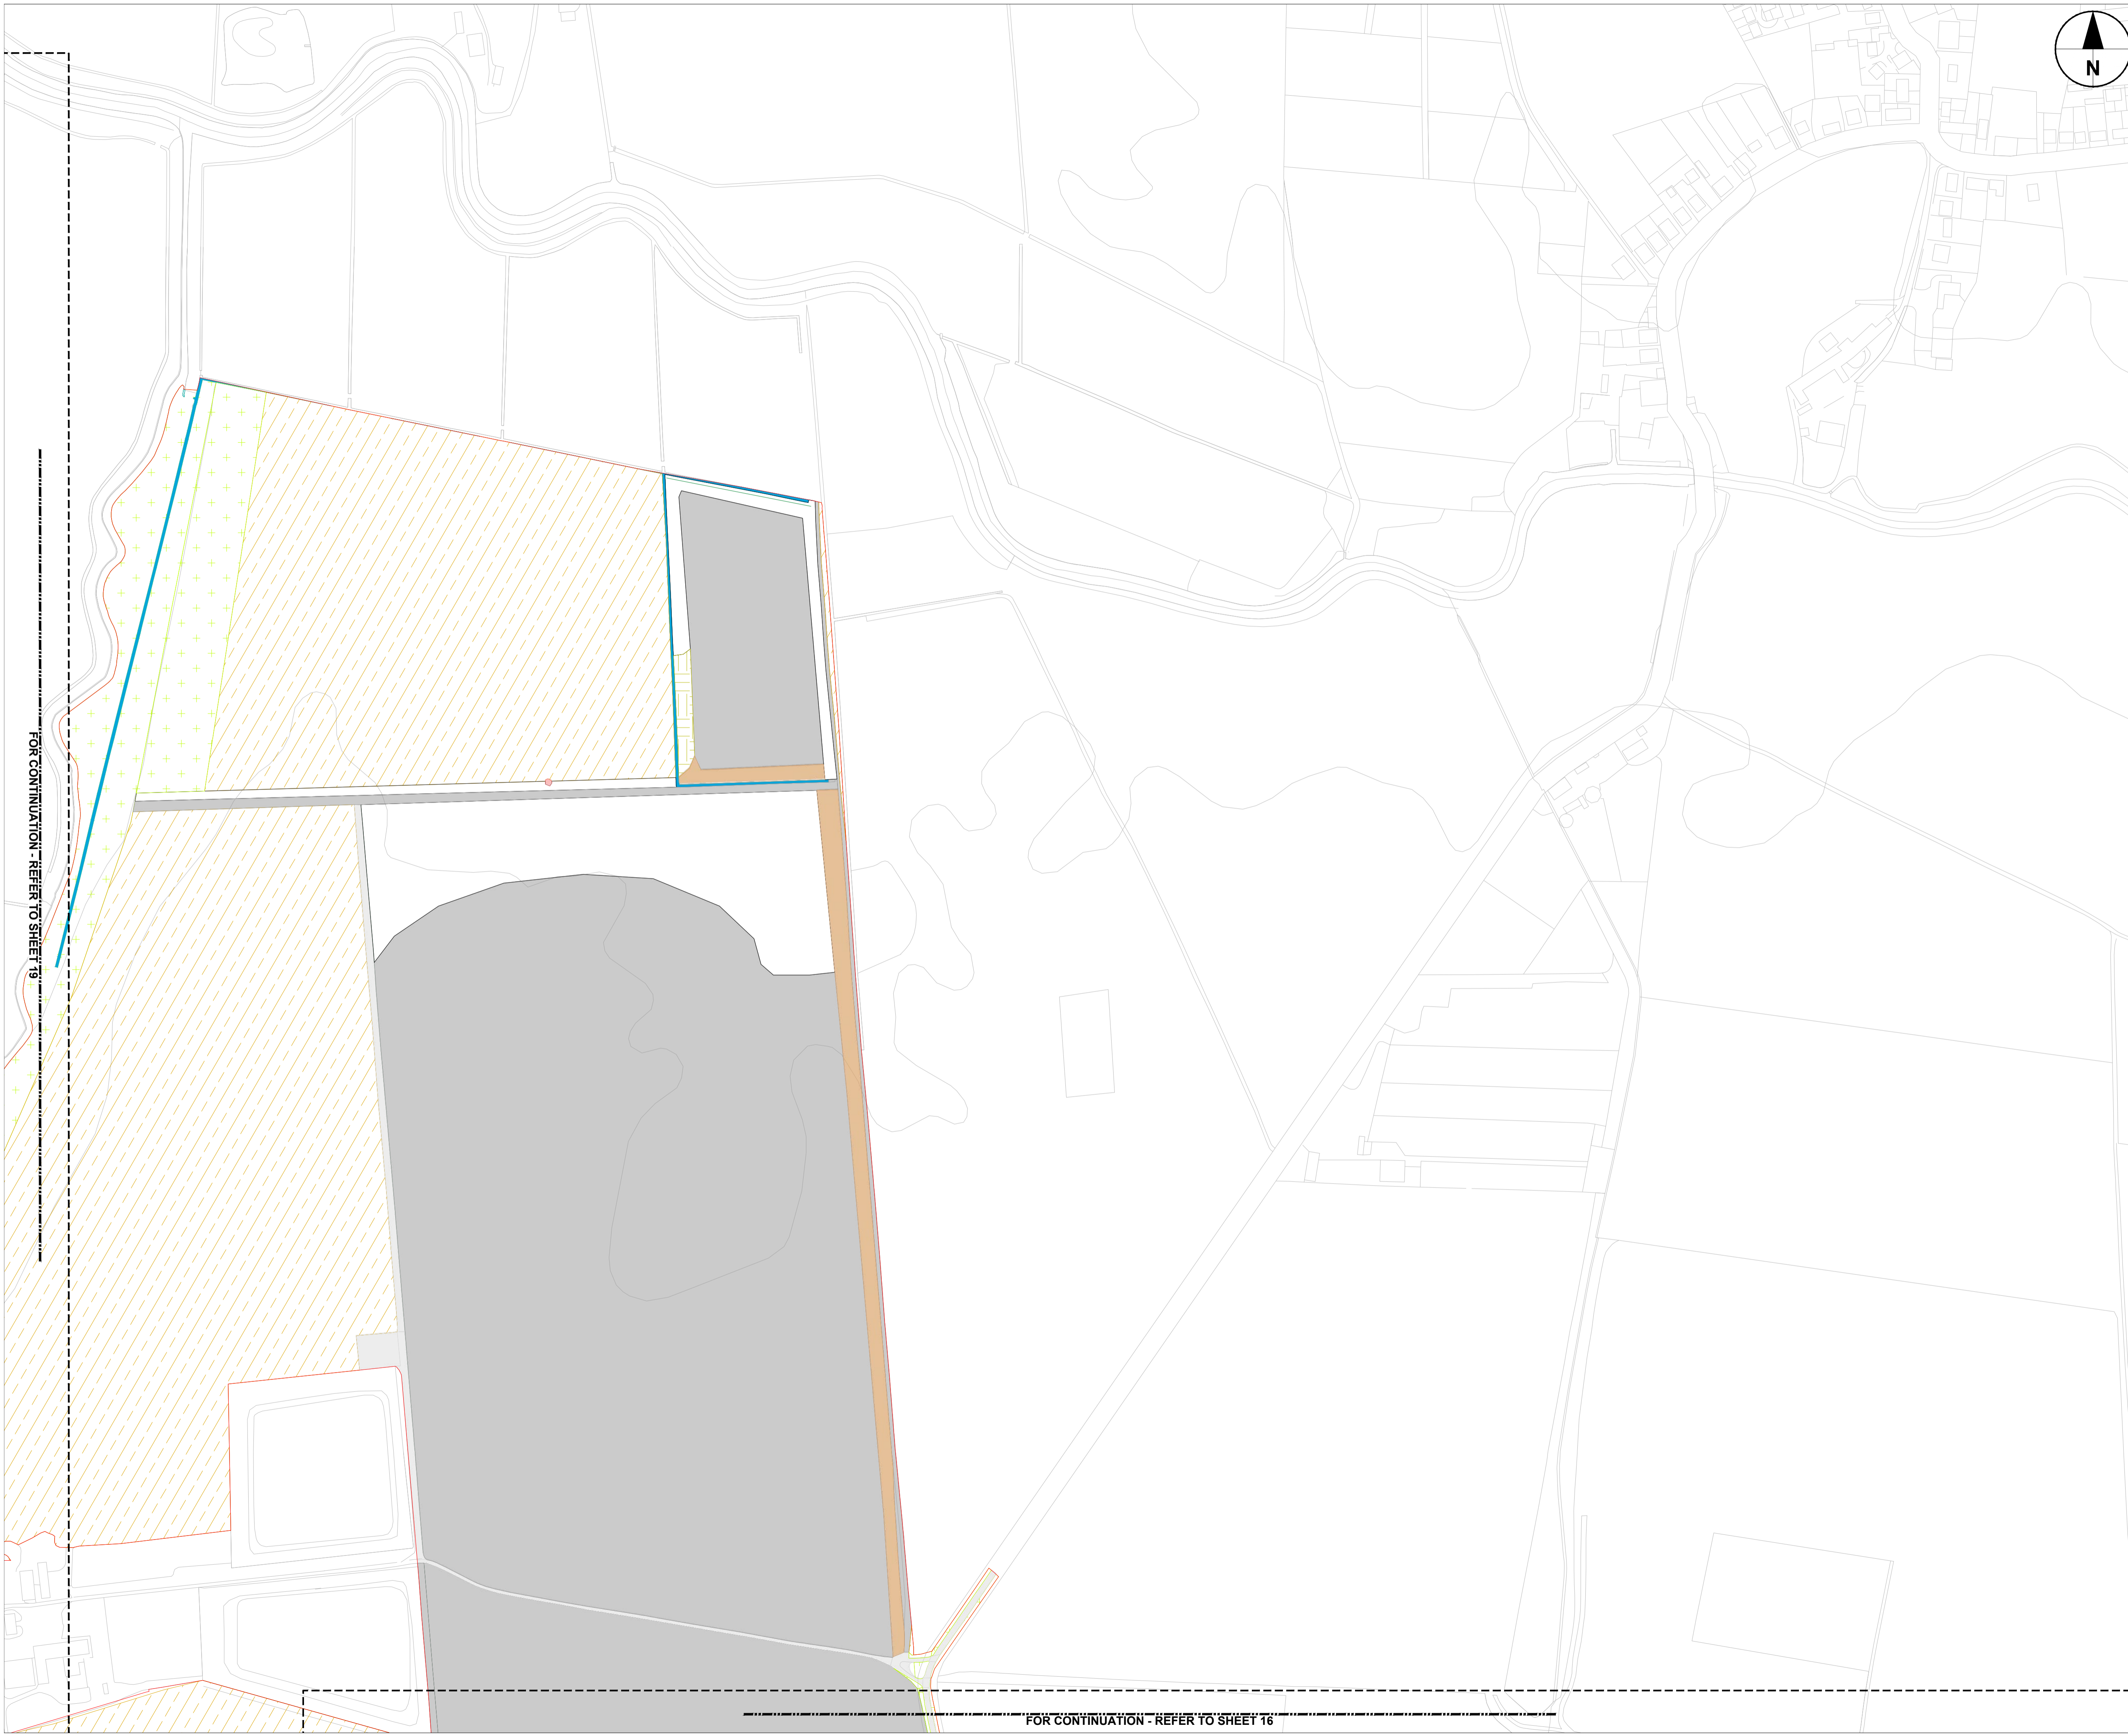 N
FOR CONTINUATION - REFER TO SHEET 19
FOR CONTINUATION - REFER TO SHEET 16